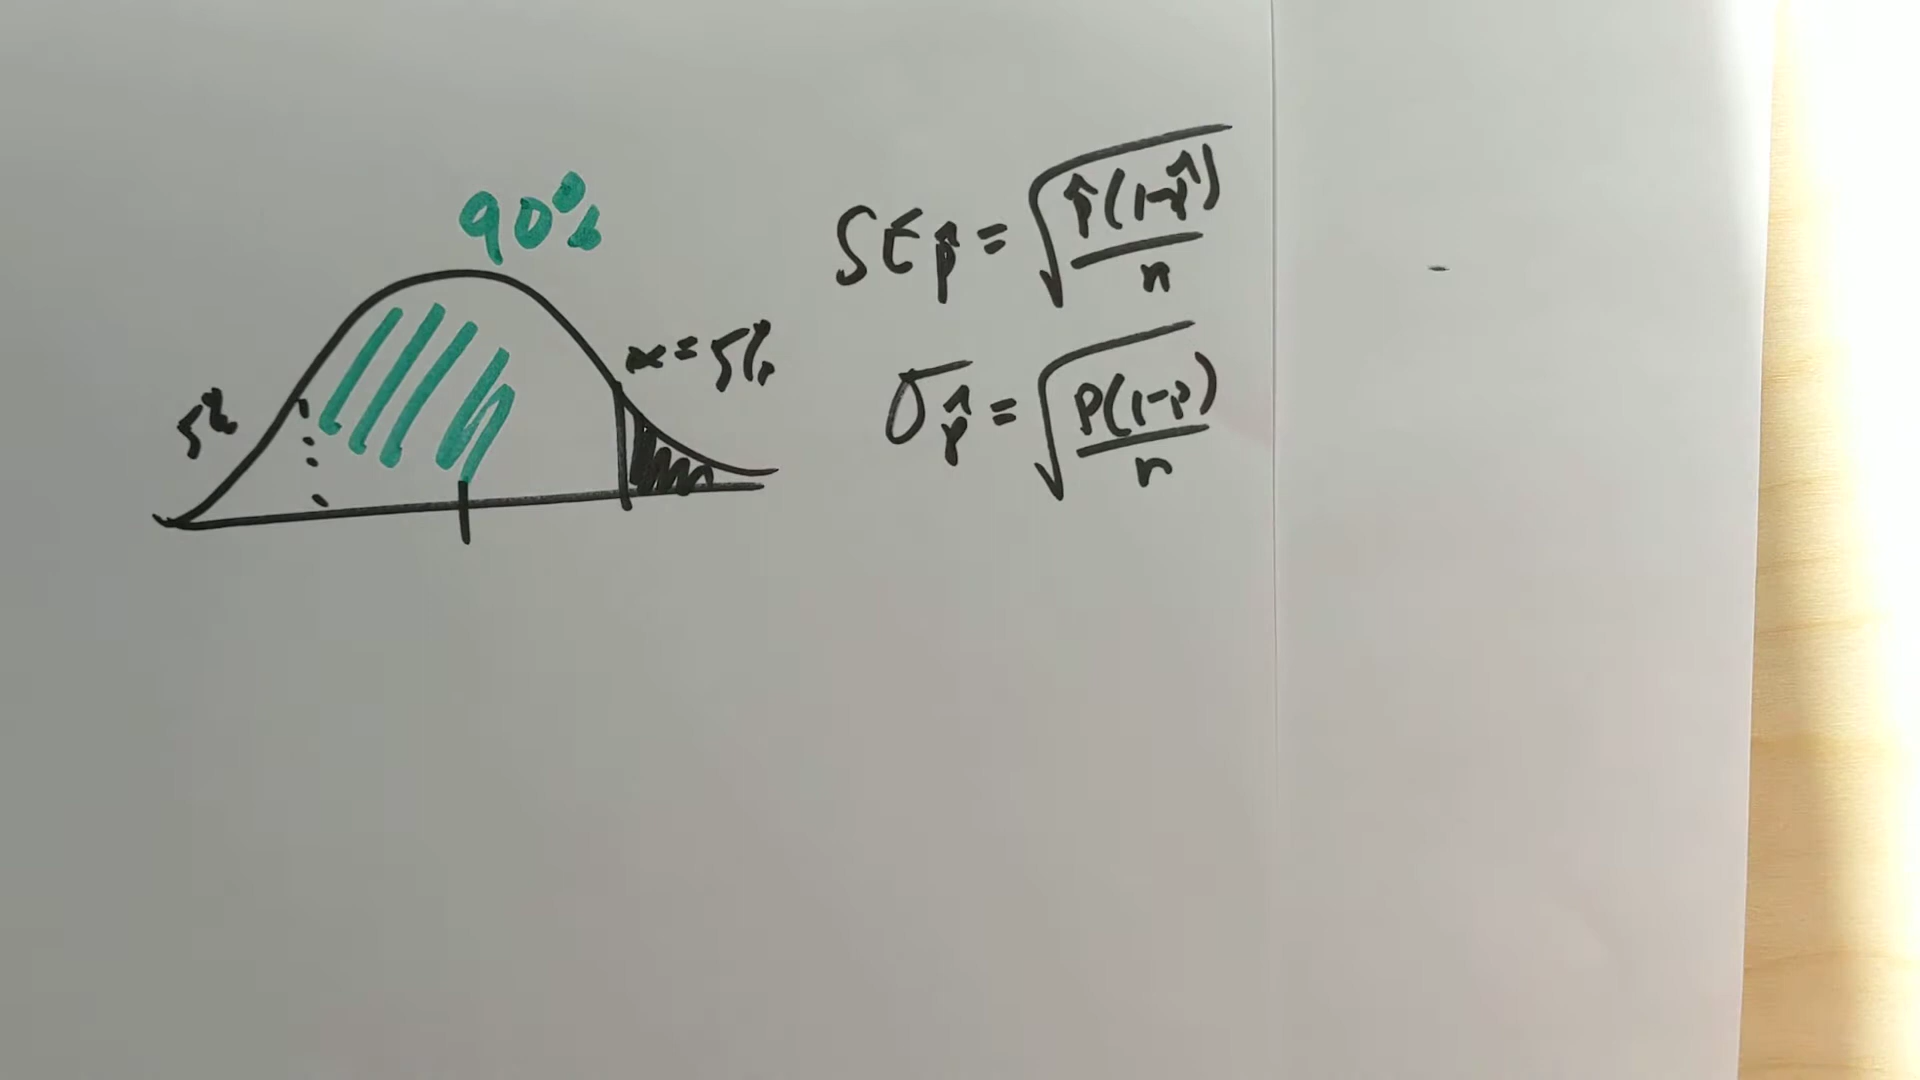 90%
5%
α = 5%
SE p̂ = √(p̂(1-p̂)/n)
σ p̂ = √(p(1-p)/n)